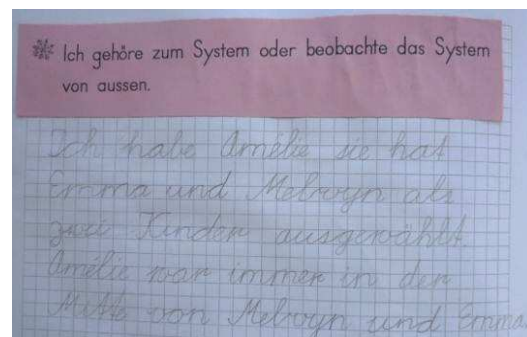 Ich gehöre zum System oder beobachte das System
von aussen.
Ich habe Amélie sie hat
Emma und Melvyn als
zwei Kinder ausgewählt.
Amélie war immer in der
Mitte von Melvyn und Emma.